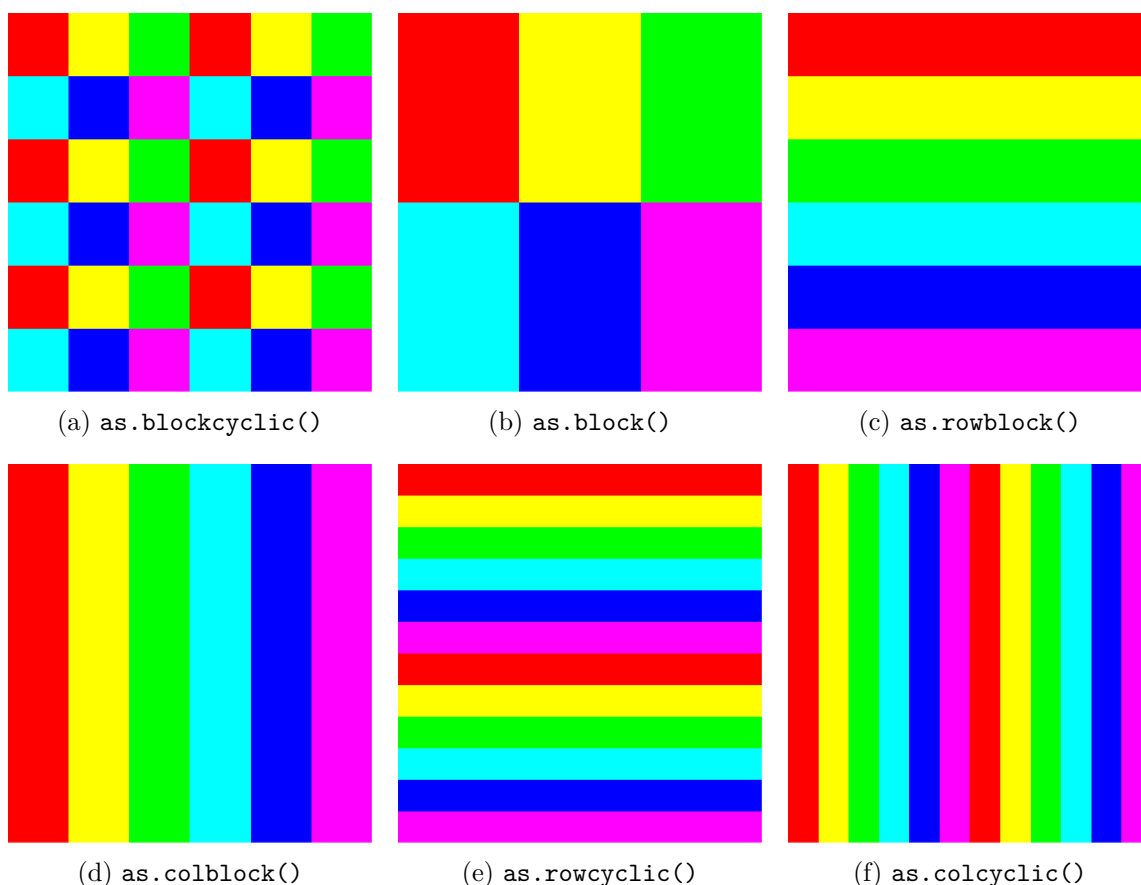 (a) as.blockcyclic()
(b) as.block()
(c) as.rowblock()
(d) as.colblock()
(e) as.rowcyclic()
(f) as.colcyclic()